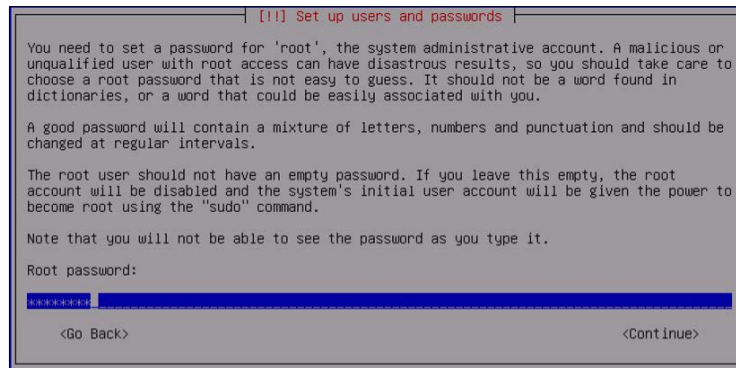 [!!] Set up users and passwords
You need to set a password for 'root', the system administrative account. A malicious or
unqualified user with root access can have disastrous results, so you should take care to
choose a root password that is not easy to guess. It should not be a word found in
dictionaries, or a word that could be easily associated with you.
A good password will contain a mixture of letters, numbers and punctuation and should be
changed at regular intervals.
The root user should not have an empty password. If you leave this empty, the root
account will be disabled and the system's initial user account will be given the power to
become root using the "sudo" command.
Note that you will not be able to see the password as you type it.
Root password:
********
<Go Back> <Continue>